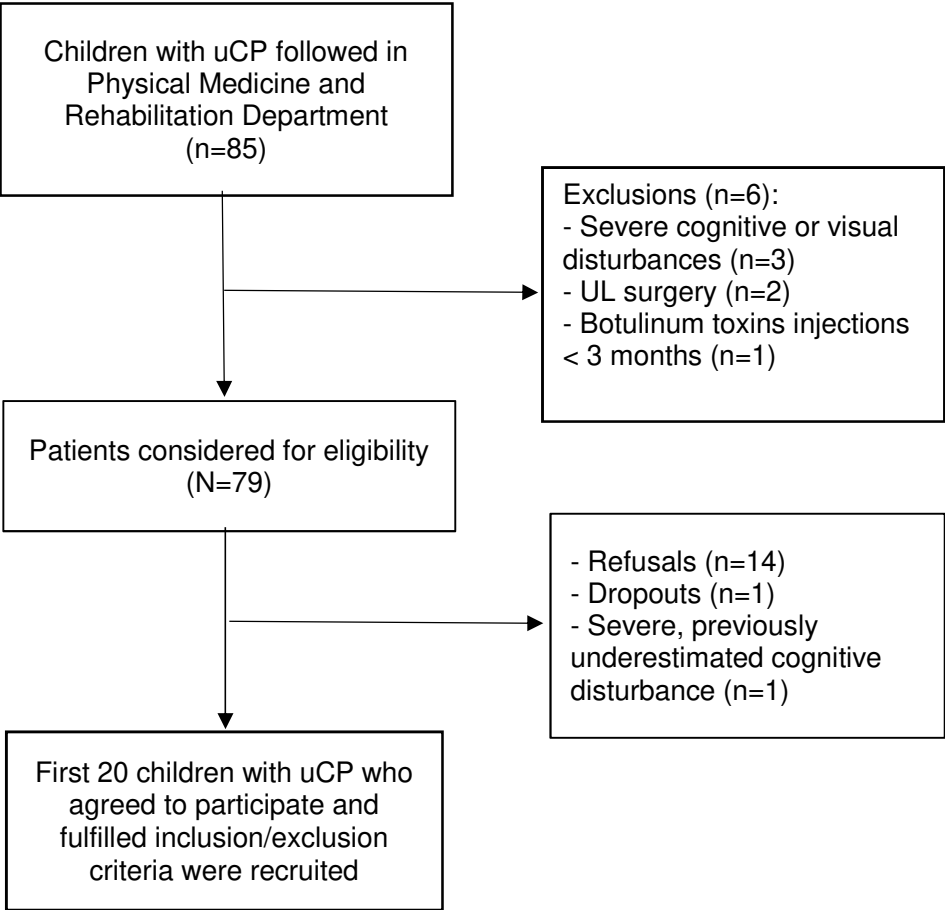 Children with uCP followed in
Physical Medicine and
Rehabilitation Department
(n=85)
Exclusions (n=6):
- Severe cognitive or visual
disturbances (n=3)
- UL surgery (n=2)
- Botulinum toxins injections
< 3 months (n=1)
Patients considered for eligibility
(N=79)
- Refusals (n=14)
- Dropouts (n=1)
- Severe, previously
underestimated cognitive
disturbance (n=1)
First 20 children with uCP who
agreed to participate and
fulfilled inclusion/exclusion
criteria were recruited